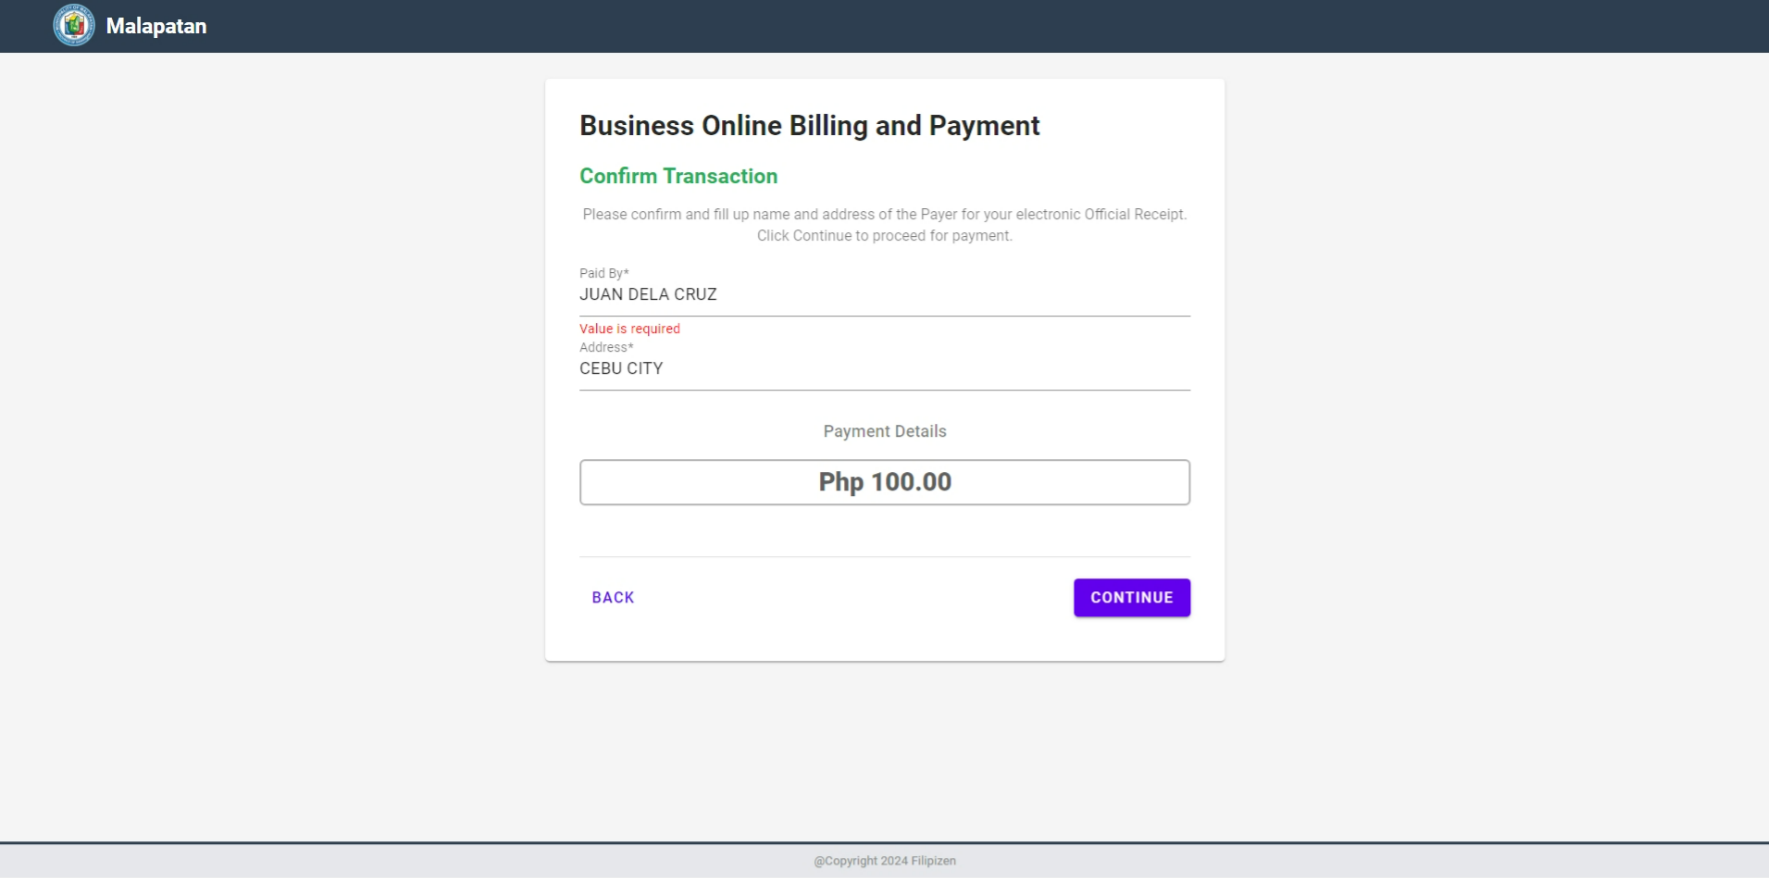 Malapatan
Business Online Billing and Payment
Confirm Transaction
Please confirm and fill up name and address of the Payer for your electronic Official Receipt.
Click Continue to proceed for payment.
Paid By*
JUAN DELA CRUZ
Value is required
Address*
CEBU CITY
Payment Details
Php 100.00
BACK
CONTINUE
@Copyright 2024 Filipizen